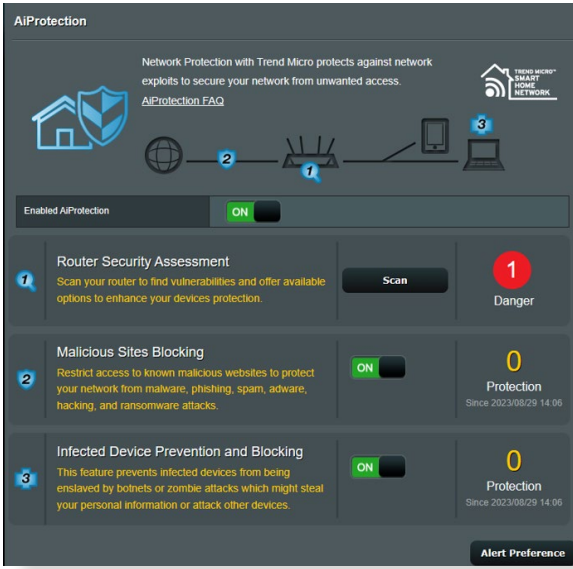 AiProtection
Network Protection with Trend Micro protects against network
exploits to secure your network from unwanted access.
AiProtection FAQ
TREND MICRO™
SMART
HOME
NETWORK
3
2
1
Enabled AiProtection
ON
1
Router Security Assessment
Scan your router to find vulnerabilities and offer available
options to enhance your devices protection.
Scan
1
Danger
2
Malicious Sites Blocking
Restrict access to known malicious websites to protect
your network from malware, phishing, spam, adware,
hacking, and ransomware attacks.
ON
0
Protection
Since 2023/08/29 14:06
3
Infected Device Prevention and Blocking
This feature prevents infected devices from being
enslaved by botnets or zombie attacks which might steal
your personal information or attack other devices.
ON
0
Protection
Since 2023/08/29 14:06
Alert Preference